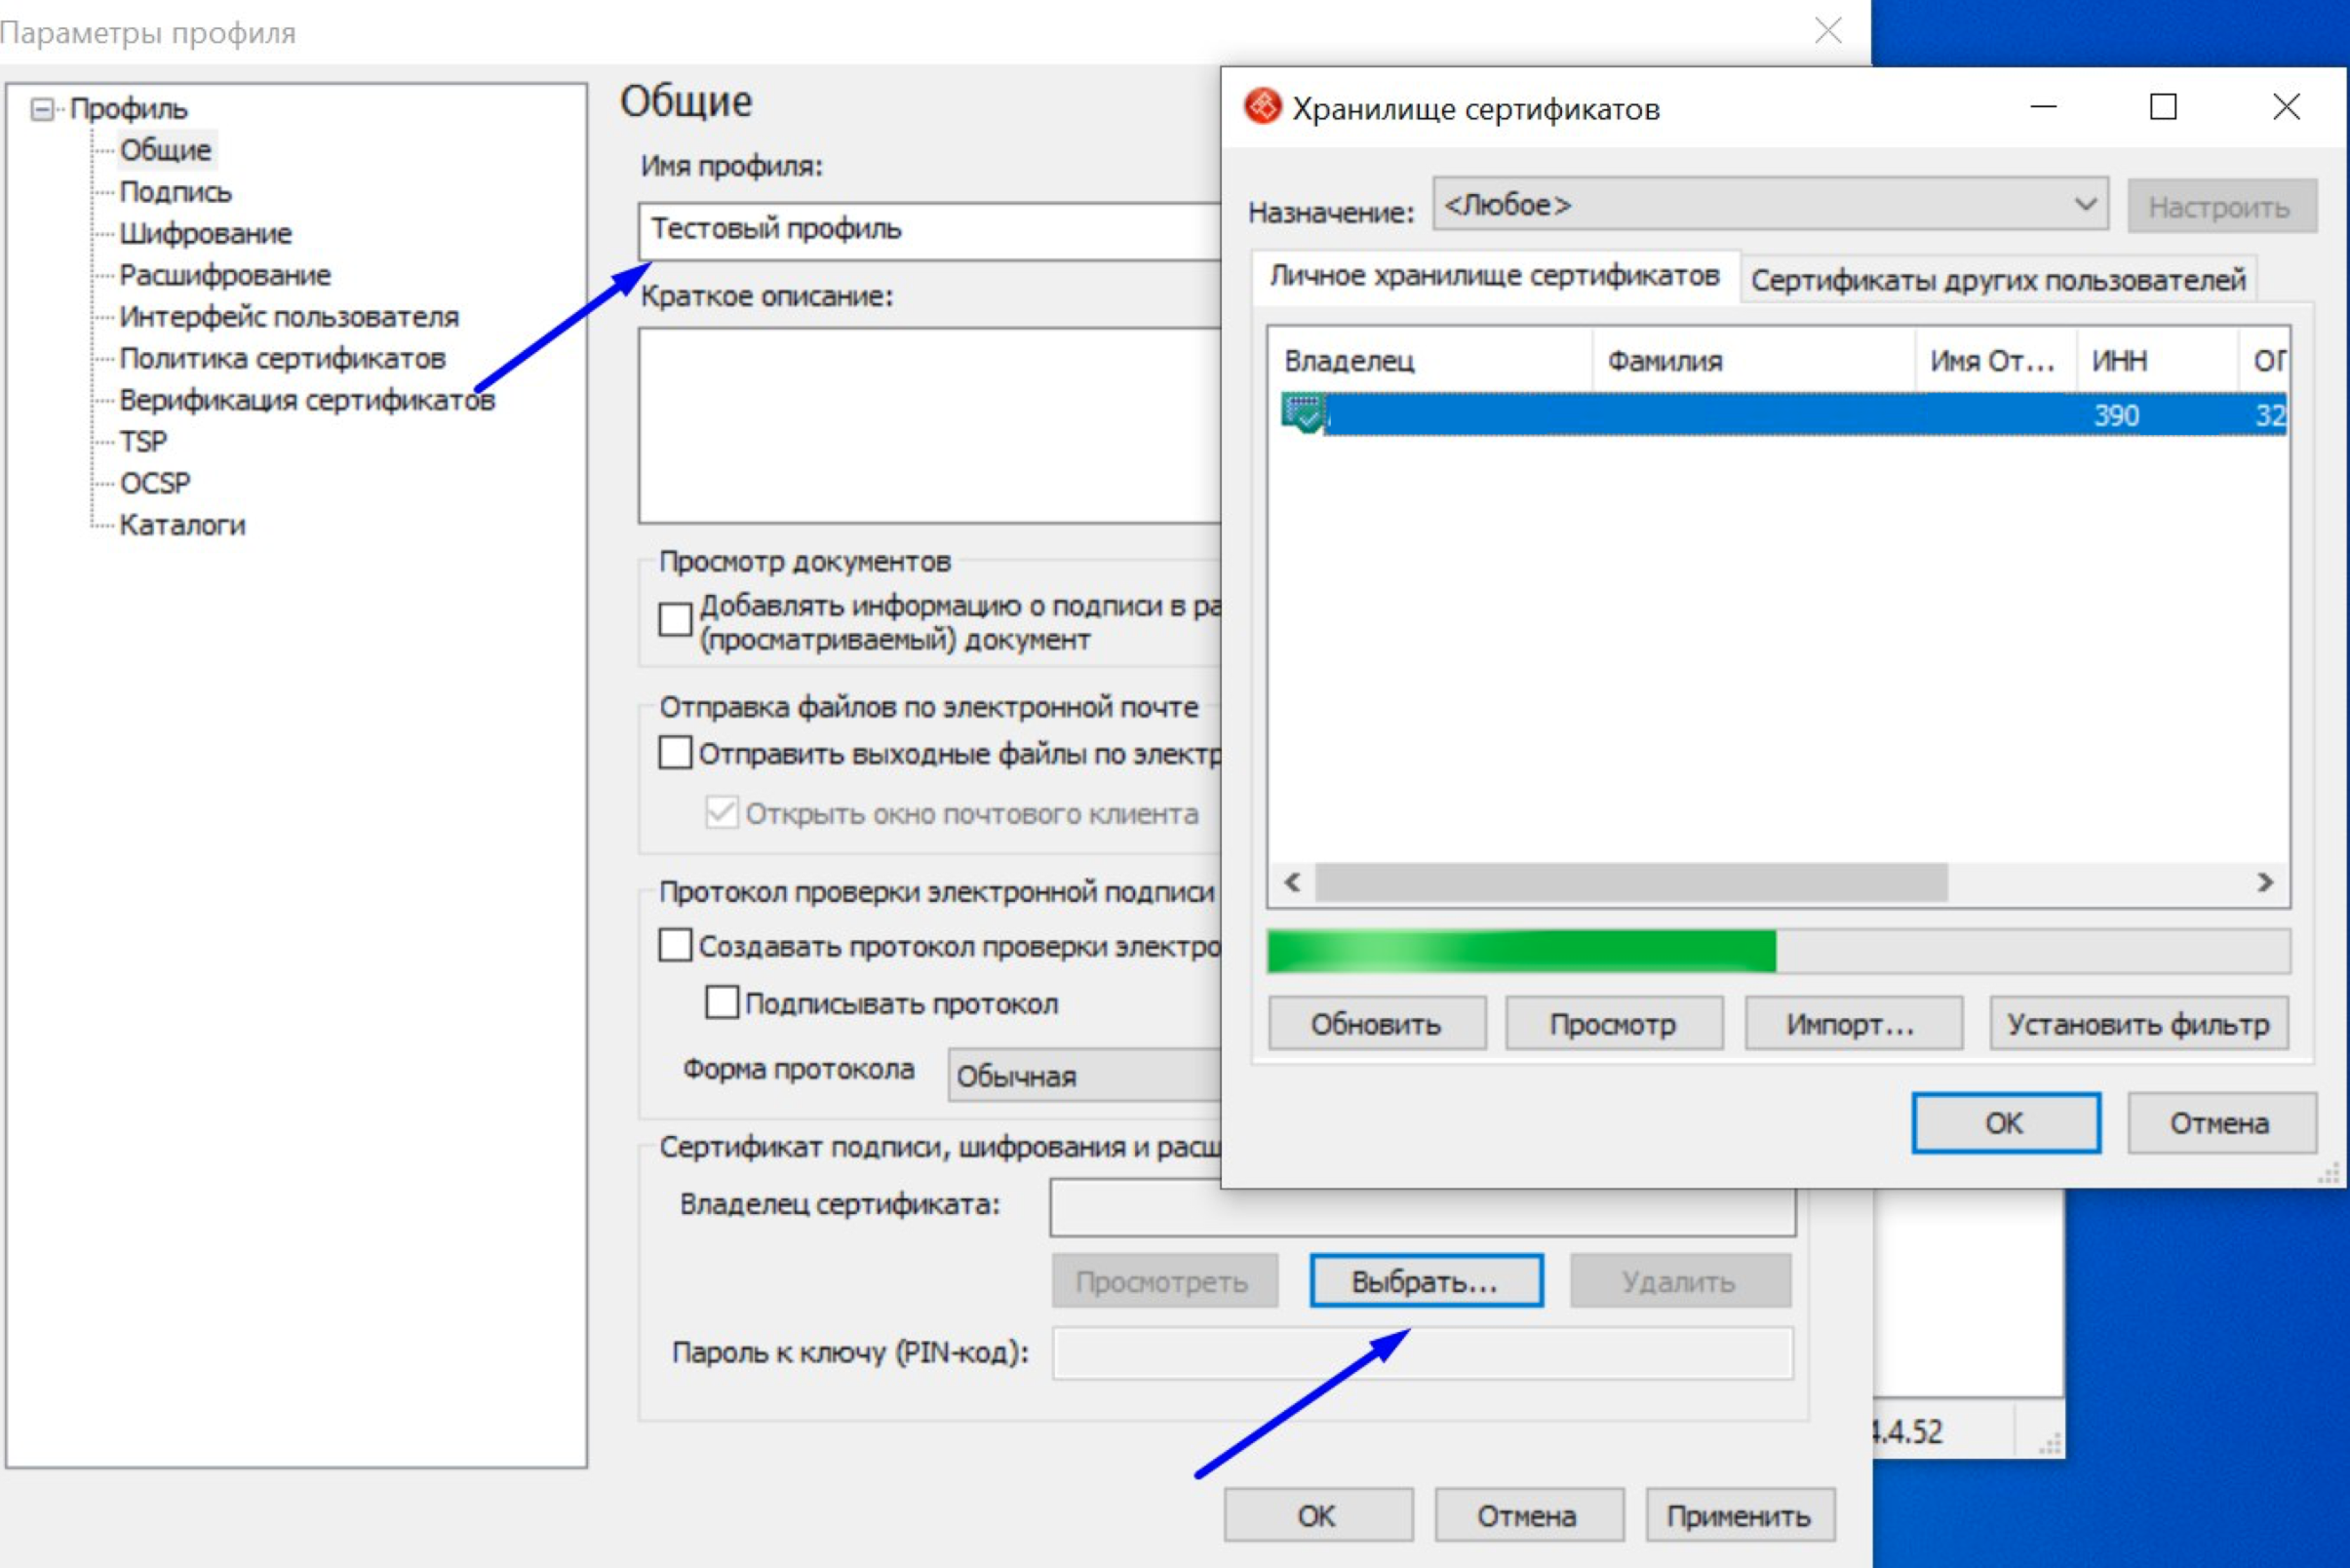 Параметры профиля
Профиль
Общие
Подпись
Шифрование
Расшифрование
Интерфейс пользователя
Политика сертификатов
Верификация сертификатов
TSP
OCSP
Каталоги
Общие
Имя профиля:
Тестовый профиль
Краткое описание:
Просмотр документов
Добавлять информацию о подписи в
(просматриваемый) документ
Отправка файлов по электронной почте
Отправить выходные файлы по
Открыть окно почтового клиента
Протокол проверки электронной подписи
Создавать протокол проверки
Подписывать протокол
Форма протокола
Обычная
Сертификат подписи, шифрования и
Владелец сертификата:
Просмотреть
Выбрать...
Удалить
Пароль к ключу (PIN-код):
OK
Отмена
Применить
Хранилище сертификатов
Назначение:
<Любое>
Настроить
Личное хранилище сертификатов
Сертификаты других пользователей
Владелец
Фамилия
Имя От...
ИНН
ОГ
390
32
Обновить
Просмотр
Импорт...
Установить фильтр
OK
Отмена
4.4.52